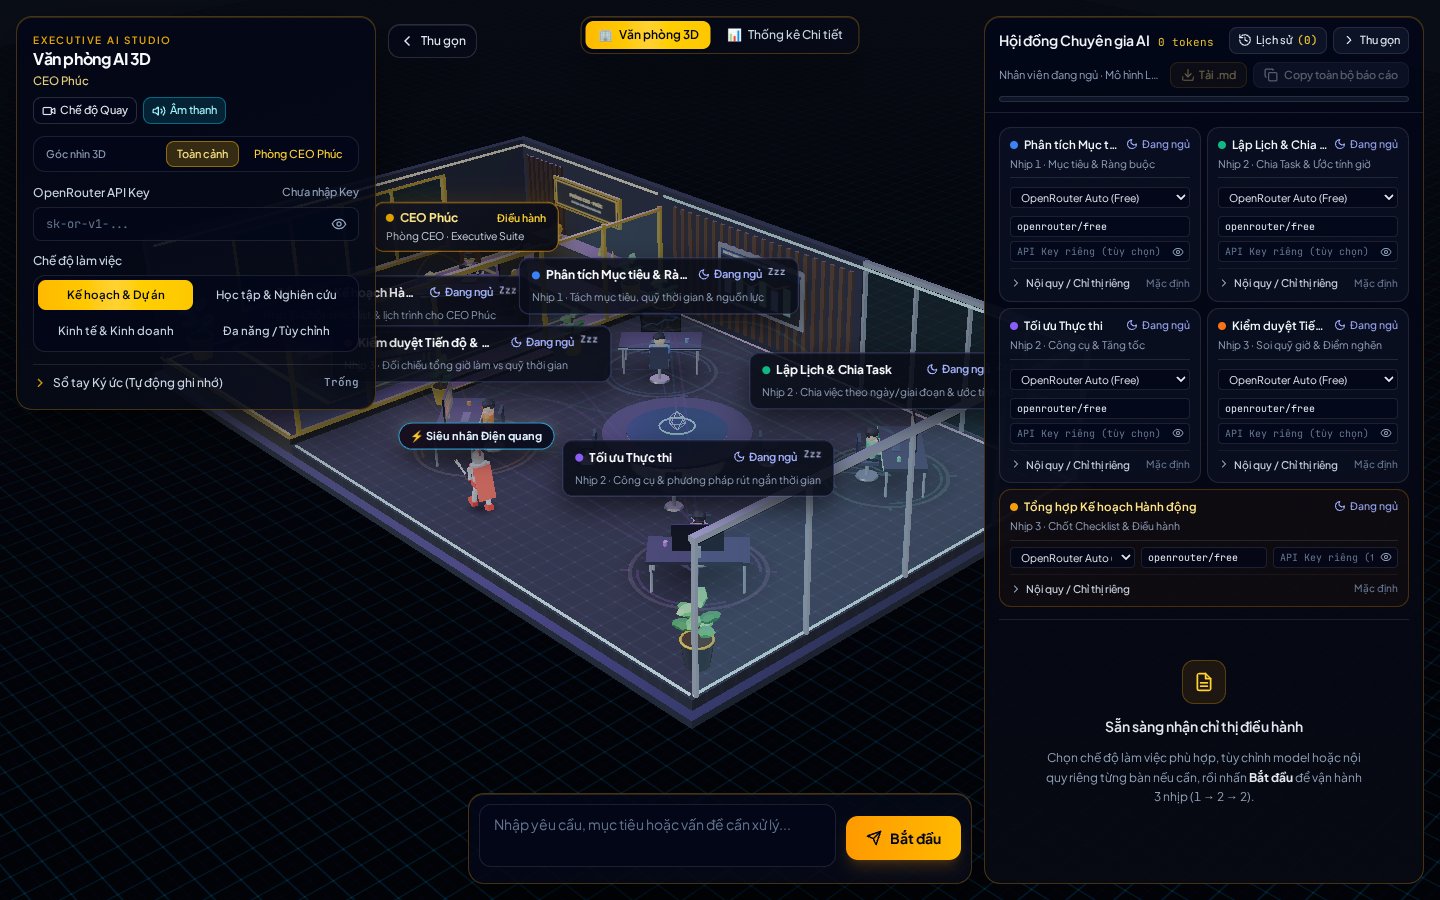 EXECUTIVE AI STUDIO
Văn phòng AI 3D
CEO Phúc
Chế độ Quay
Âm thanh
Góc nhìn 3D
Toàn cảnh
Phòng CEO Phúc
OpenRouter API Key
Chưa nhập Key
sk-or-v1-...
Chế độ làm việc
Kế hoạch & Dự án
Học tập & Nghiên cứu
Kinh tế & Kinh doanh
Đa năng / Tùy chỉnh
Sổ tay Ký ức (Tự động ghi nhớ)
Trống
Thu gọn
🏢 Văn phòng 3D
📊 Thống kê Chi tiết
CEO Phúc
Điều hành
Phòng CEO · Executive Suite
Phân tích Mục tiêu & Rà...
Đang ngủ
Zzz
Nhịp 1 · Tách mục tiêu, quỹ thời gian & nguồn lực
ạch Hà...
Đang ngủ
Zzz
& lịch trình cho CEO Phúc
Kiểm duyệt Tiến độ & ...
Đang ngủ
Zzz
· Đối chiếu tổng giờ làm vs quỹ thời gian
Lập Lịch & Chia Task
Đang ng
Nhịp 2 · Chia việc theo ngày/giai đoạn & ước tí
⚡ Siêu nhân Điện quang
Tối ưu Thực thi
Đang ngủ
Zzz
Nhịp 2 · Công cụ & phương pháp rút ngắn thời gian
Nhập yêu cầu, mục tiêu hoặc vấn đề cần xử lý...
Bắt đầu
Hội đồng Chuyên gia AI
0 tokens
Lịch sử (0)
Thu gọn
Nhân viên đang ngủ · Mô hình L...
Tải .md
Copy toàn bộ báo cáo
Phân tích Mục t...
Đang ngủ
Nhịp 1 · Mục tiêu & Ràng buộc
OpenRouter Auto (Free)
openrouter/free
API Key riêng (tùy chọn)
Nội quy / Chỉ thị riêng
Mặc định
Lập Lịch & Chia ...
Đang ngủ
Nhịp 2 · Chia Task & Ước tính giờ
OpenRouter Auto (Free)
openrouter/free
API Key riêng (tùy chọn)
Nội quy / Chỉ thị riêng
Mặc định
Tối ưu Thực thi
Đang ngủ
Nhịp 2 · Công cụ & Tăng tốc
OpenRouter Auto (Free)
openrouter/free
API Key riêng (tùy chọn)
Nội quy / Chỉ thị riêng
Mặc định
Kiểm duyệt Tiế...
Đang ngủ
Nhịp 3 · Soi quỹ giờ & Điểm nghẽn
OpenRouter Auto (Free)
openrouter/free
API Key riêng (tùy chọn)
Nội quy / Chỉ thị riêng
Mặc định
Tổng hợp Kế hoạch Hành động
Đang ngủ
Nhịp 3 · Chốt Checklist & Điều hành
OpenRouter Auto (
openrouter/free
API Key riêng (t
Nội quy / Chỉ thị riêng
Mặc định
Sẵn sàng nhận chỉ thị điều hành
Chọn chế độ làm việc phù hợp, tùy chỉnh model hoặc nội
quy riêng từng bàn nếu cần, rồi nhấn Bắt đầu để vận hành
3 nhịp (1 → 2 → 2).